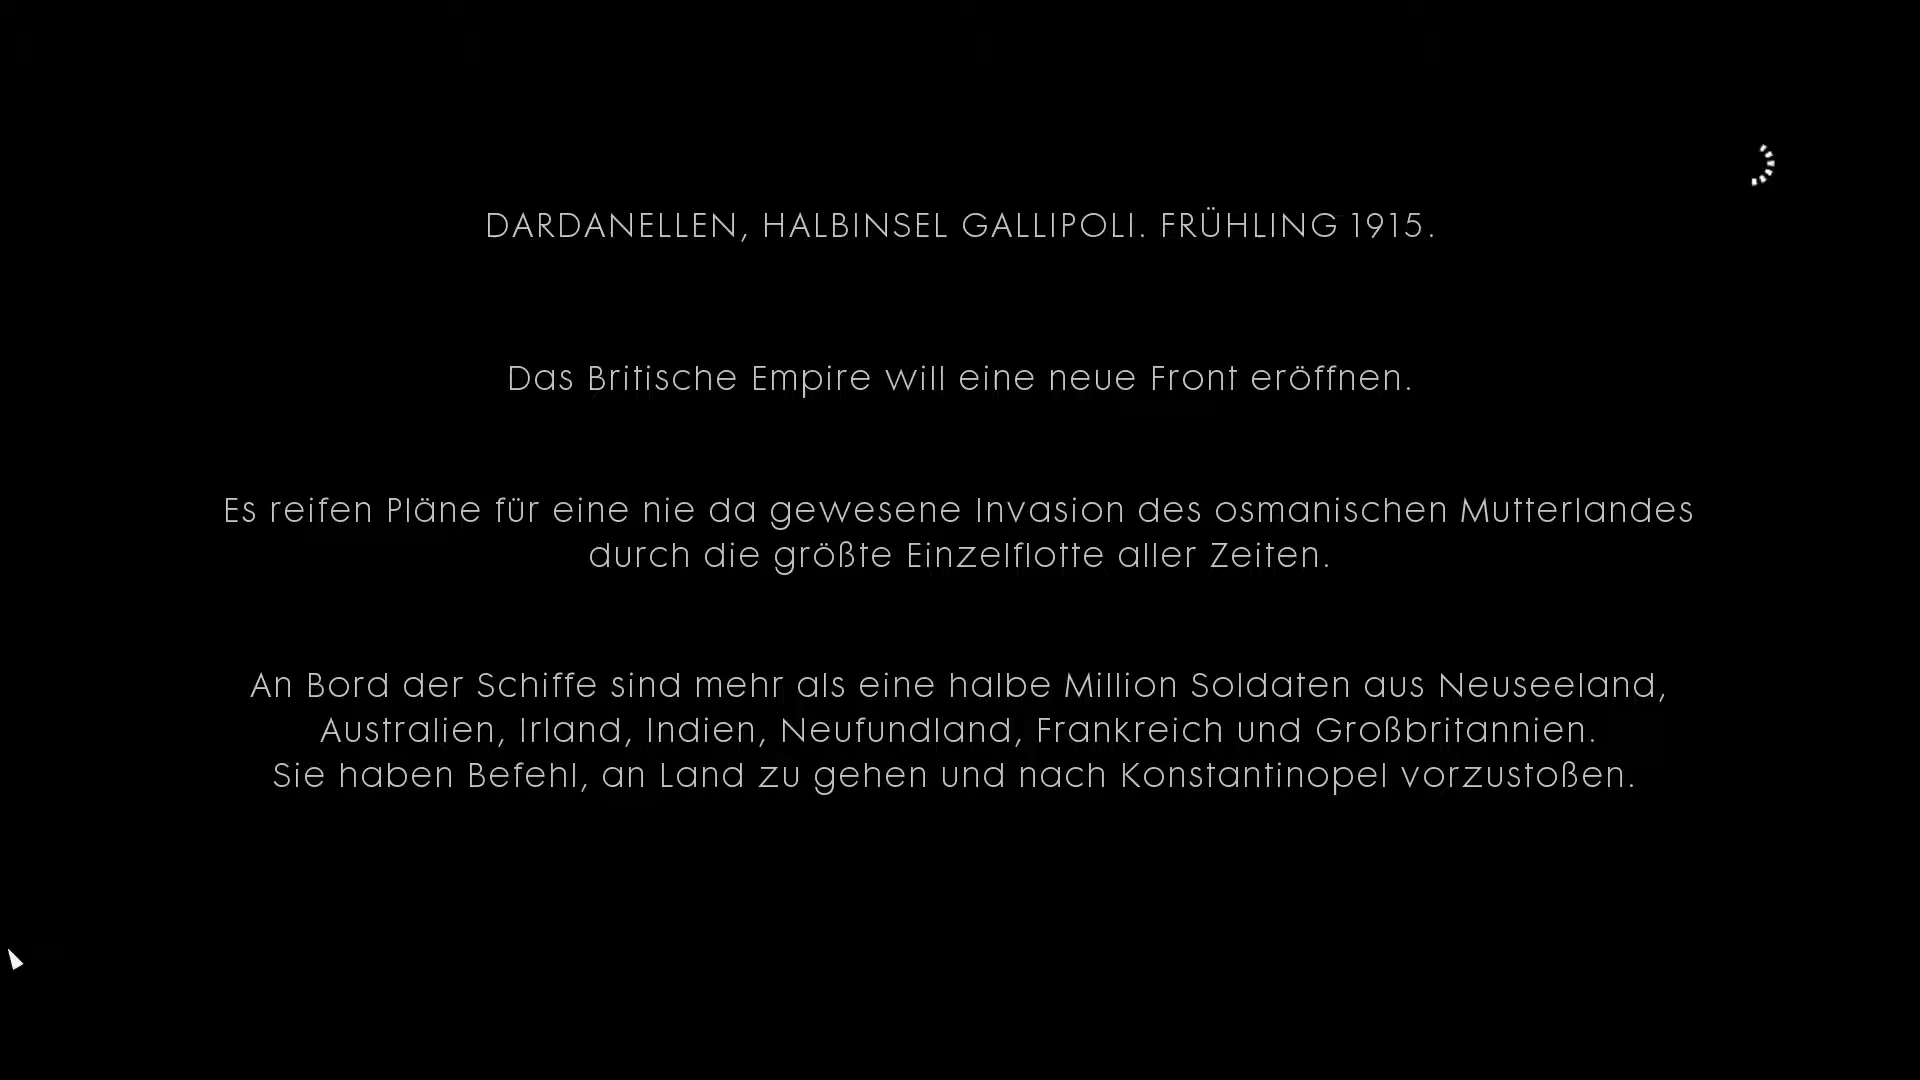 DARDANELLEN, HALBINSEL GALLIPOLI. FRÜHLING 1915.
Das Britische Empire will eine neue Front eröffnen.
Es reifen Pläne für eine nie da gewesene Invasion des osmanischen Mutterlandes
durch die größte Einzelflotte aller Zeiten.
An Bord der Schiffe sind mehr als eine halbe Million Soldaten aus Neuseeland,
Australien, Irland, Indien, Neufundland, Frankreich und Großbritannien.
Sie haben Befehl, an Land zu gehen und nach Konstantinopel vorzustoßen.